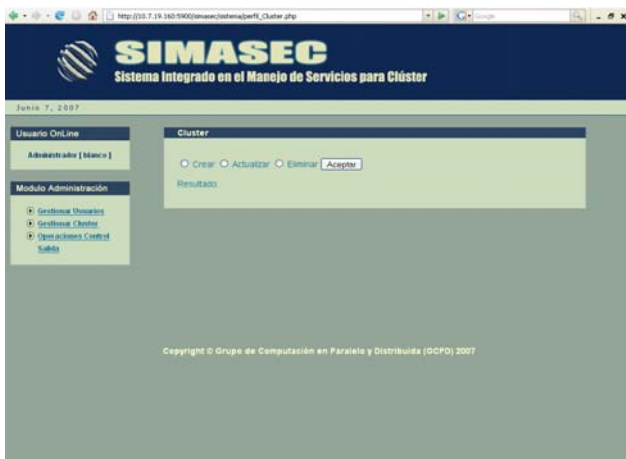 http://10.7.19.160:5900/simasec/sistema/perfil_Cluster.php
Google
SIMASEC
Sistema Integrado en el Manejo de Servicios para Clúster
Junio 7, 2007
Usuario OnLine
Administrador [ blanco ]
Modulo Administración
Gestionar Usuarios
Gestionar Cluster
Operaciones Control
Salida
Cluster
Crear Actualizar Eliminar Aceptar
Resultado
Copyright © Grupo de Computación en Paralelo y Distribuida (GCPD) 2007